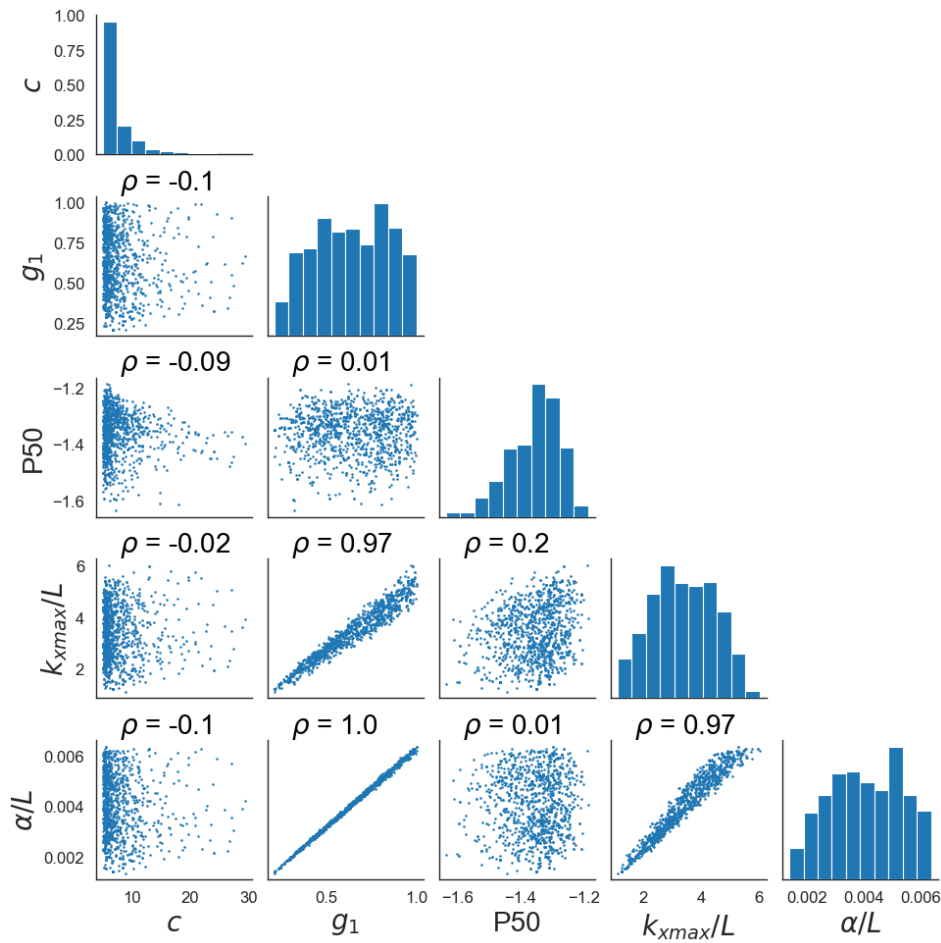 1.00
0.75
0.50
0.25
0.00
c
ρ = -0.1
1.00
0.75
0.50
0.25
g₁
ρ = -0.09 ρ = 0.01
−1.2
−1.4
−1.6
P50
ρ = -0.02 ρ = 0.97 ρ = 0.2
6
4
2
kₓₘₐₓ/L
ρ = -0.1 ρ = 1.0 ρ = 0.01 ρ = 0.97
0.006
0.004
0.002
α/L
10 20 30 0.5 1.0 −1.6 −1.4 −1.2 2 4 6 0.002 0.004 0.006
c g₁ P50 kₓₘₐₓ/L α/L